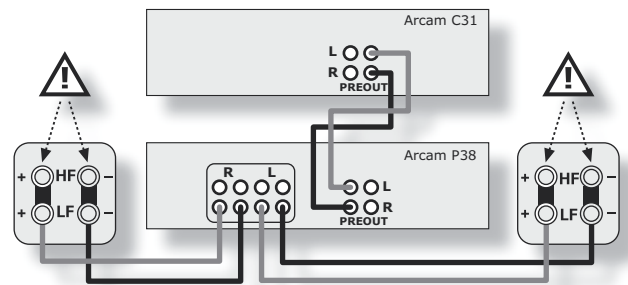 Arcam C31
L
R
PREOUT
!
!
Arcam P38
R L
L
R
PREOUT
+ HF –
+ LF –
+ HF –
+ LF –